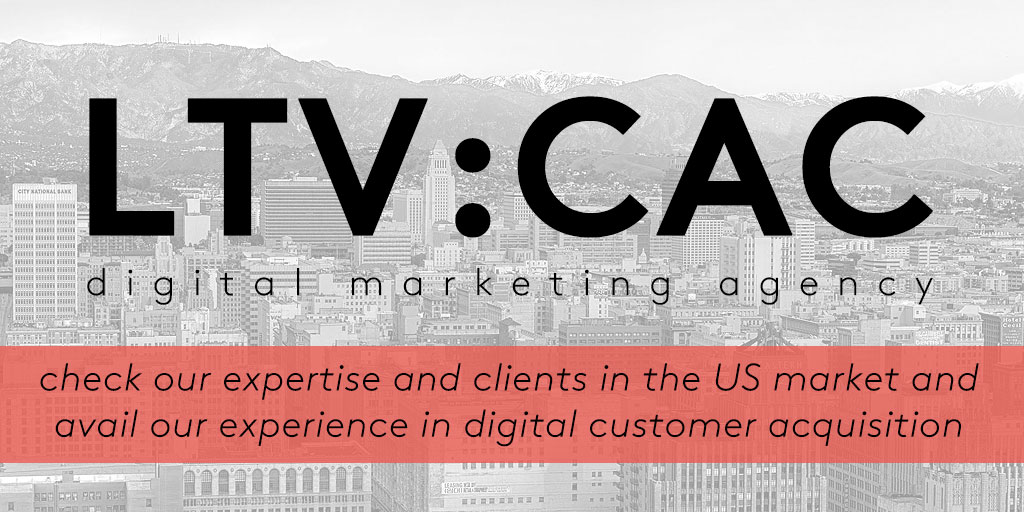 LTV:CAC
CITY NATIONAL BANK
digital marketing agency
check our expertise and clients in the US market and
avail our experience in digital customer acquisition